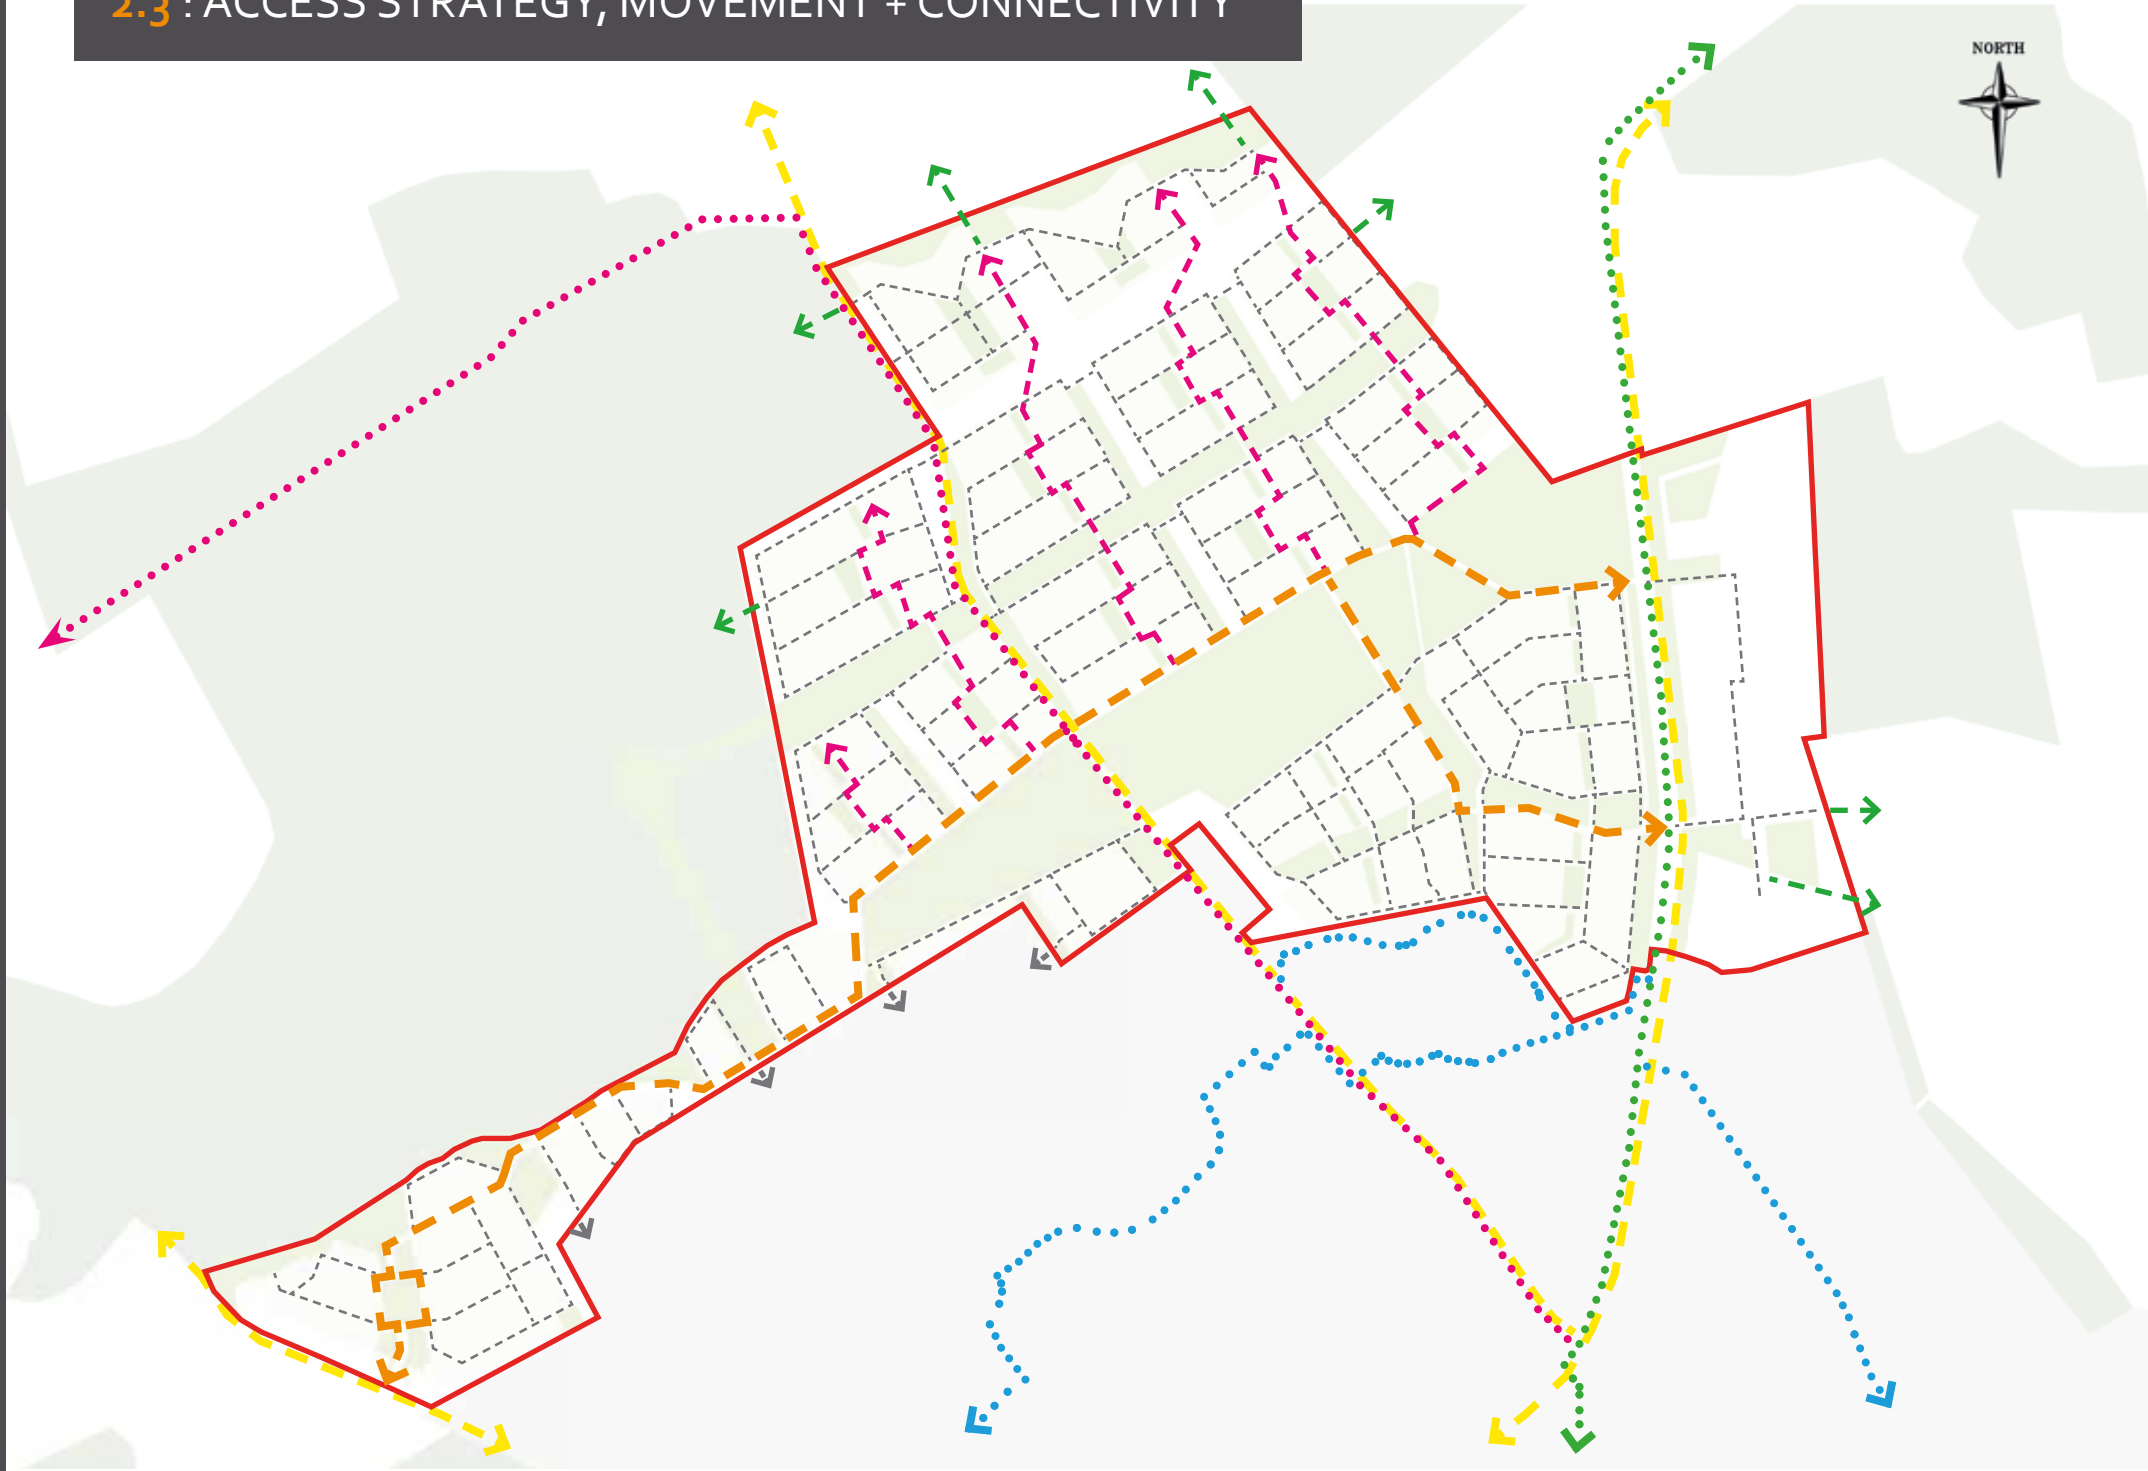 2.3 : ACCESS STRATEGY, MOVEMENT + CONNECTIVITY
NORTH